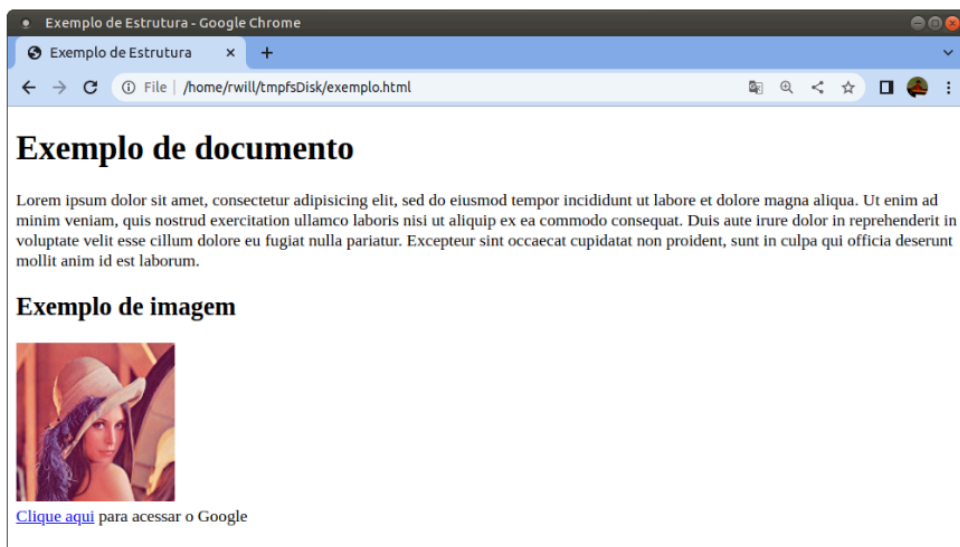 Exemplo de Estrutura - Google Chrome
Exemplo de Estrutura
File | /home/rwill/tmpfsDisk/exemplo.html
Exemplo de documento
Lorem ipsum dolor sit amet, consectetur adipisicing elit, sed do eiusmod tempor incididunt ut labore et dolore magna aliqua. Ut enim ad
minim veniam, quis nostrud exercitation ullamco laboris nisi ut aliquip ex ea commodo consequat. Duis aute irure dolor in reprehenderit in
voluptate velit esse cillum dolore eu fugiat nulla pariatur. Excepteur sint occaecat cupidatat non proident, sunt in culpa qui officia deserunt
mollit anim id est laborum.
Exemplo de imagem
Clique aqui para acessar o Google